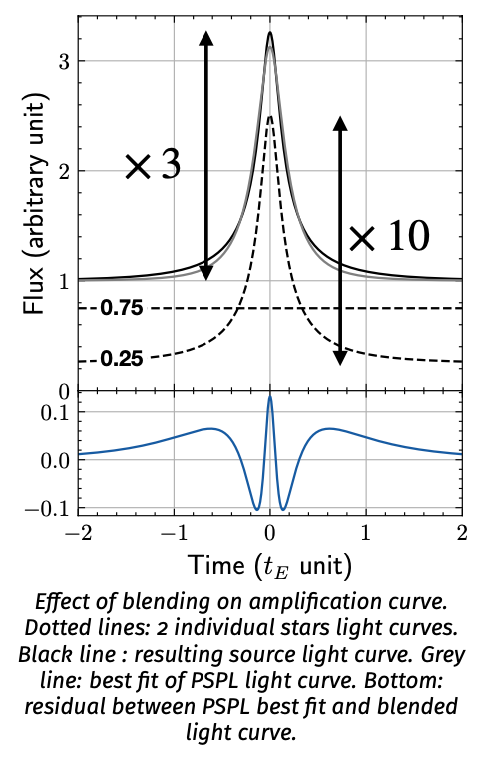 3
× 3
2
× 10
Flux (arbitrary unit)
1
0.75
0.25
0
0.1
0.0
−0.1
−2 −1 0 1 2
Time (t_E unit)
Effect of blending on amplification curve.
Dotted lines: 2 individual stars light curves.
Black line : resulting source light curve. Grey
line: best fit of PSPL light curve. Bottom:
residual between PSPL best fit and blended
light curve.